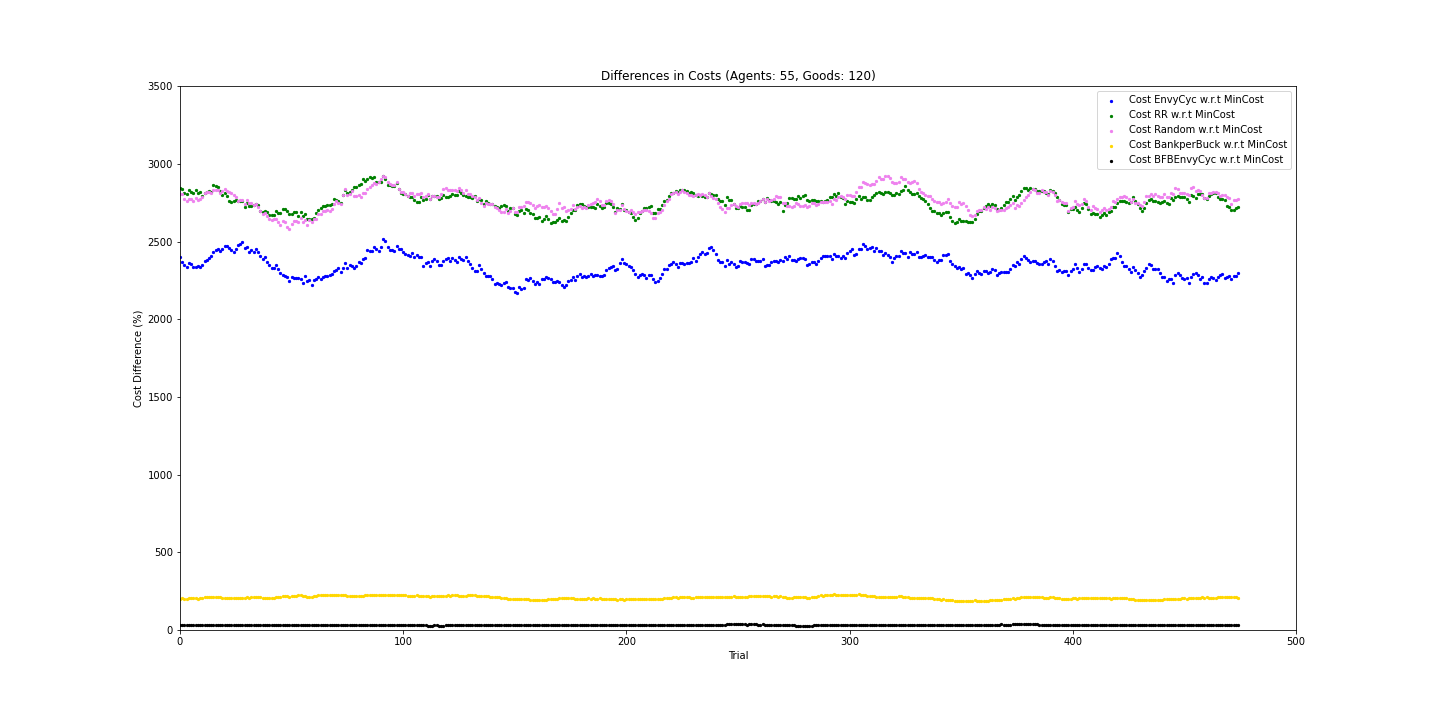 Differences in Costs (Agents: 55, Goods: 120)
3500
3000
2500
2000
1500
1000
500
0
Cost Difference (%)
Cost EnvyCyc w.r.t MinCost
Cost RR w.r.t MinCost
Cost Random w.r.t MinCost
Cost BankperBuck w.r.t MinCost
Cost BFBEnvyCyc w.r.t MinCost
0 100 200 300 400 500
Trial